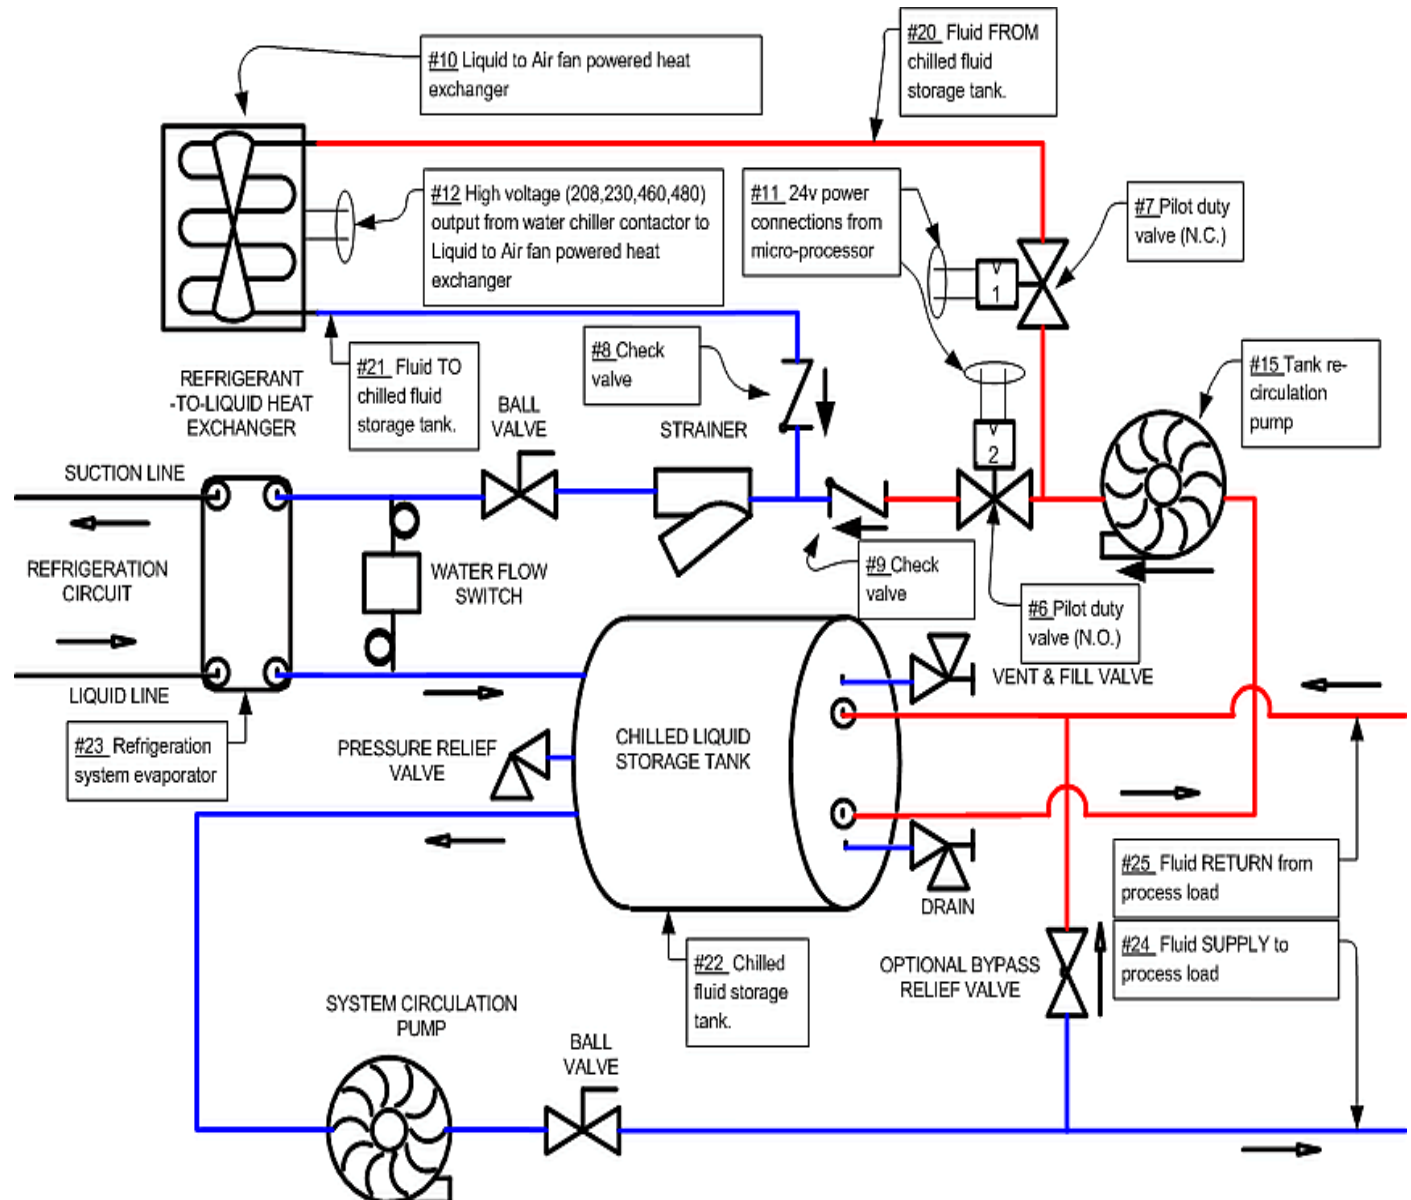 #20 Fluid FROM
chilled fluid
storage tank.
#10 Liquid to Air fan powered heat
exchanger
#12 High voltage (208,230,460,480)
output from water chiller contactor to
Liquid to Air fan powered heat
exchanger
#11 24v power
connections from
micro-processor
#7 Pilot duty
valve (N.C.)
V
1
#8 Check
valve
#21 Fluid TO
chilled fluid
storage tank.
#15 Tank re-
circulation
pump
REFRIGERANT
-TO-LIQUID HEAT
EXCHANGER
BALL
VALVE
STRAINER
V
2
SUCTION LINE
REFRIGERATION
CIRCUIT
WATER FLOW
SWITCH
#9 Check
valve
#6 Pilot duty
valve (N.O.)
LIQUID LINE
VENT & FILL VALVE
#23 Refrigeration
system evaporator
PRESSURE RELIEF
VALVE
CHILLED LIQUID
STORAGE TANK
DRAIN
#25 Fluid RETURN from
process load
#24 Fluid SUPPLY to
process load
#22 Chilled
fluid storage
tank.
OPTIONAL BYPASS
RELIEF VALVE
SYSTEM CIRCULATION
PUMP
BALL
VALVE